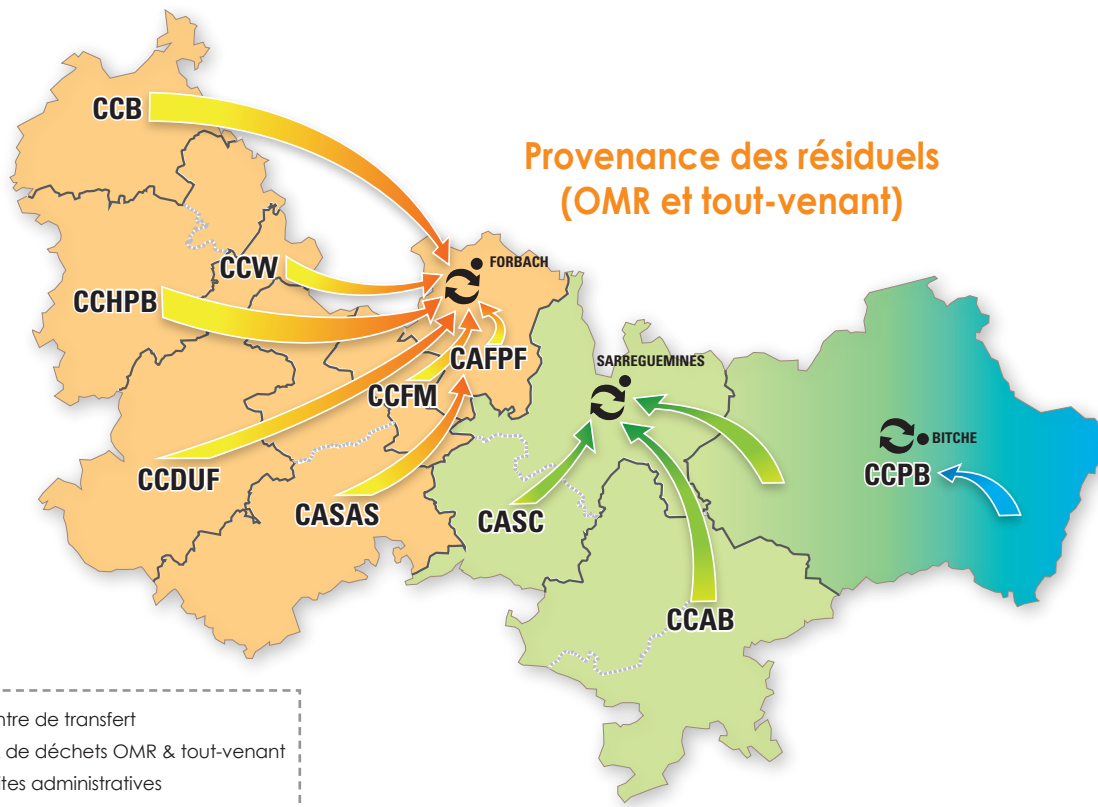 CCB
Provenance des résiduels
(OMR et tout-venant)
CCW
FORBACH
CCHPB
CAFPF
SARREGUEMINES
CCFM
BITCHE
CCPB
CCDUF
CASAS
CASC
CCAB
ntre de transfert
de déchets OMR & tout-venant
ites administratives